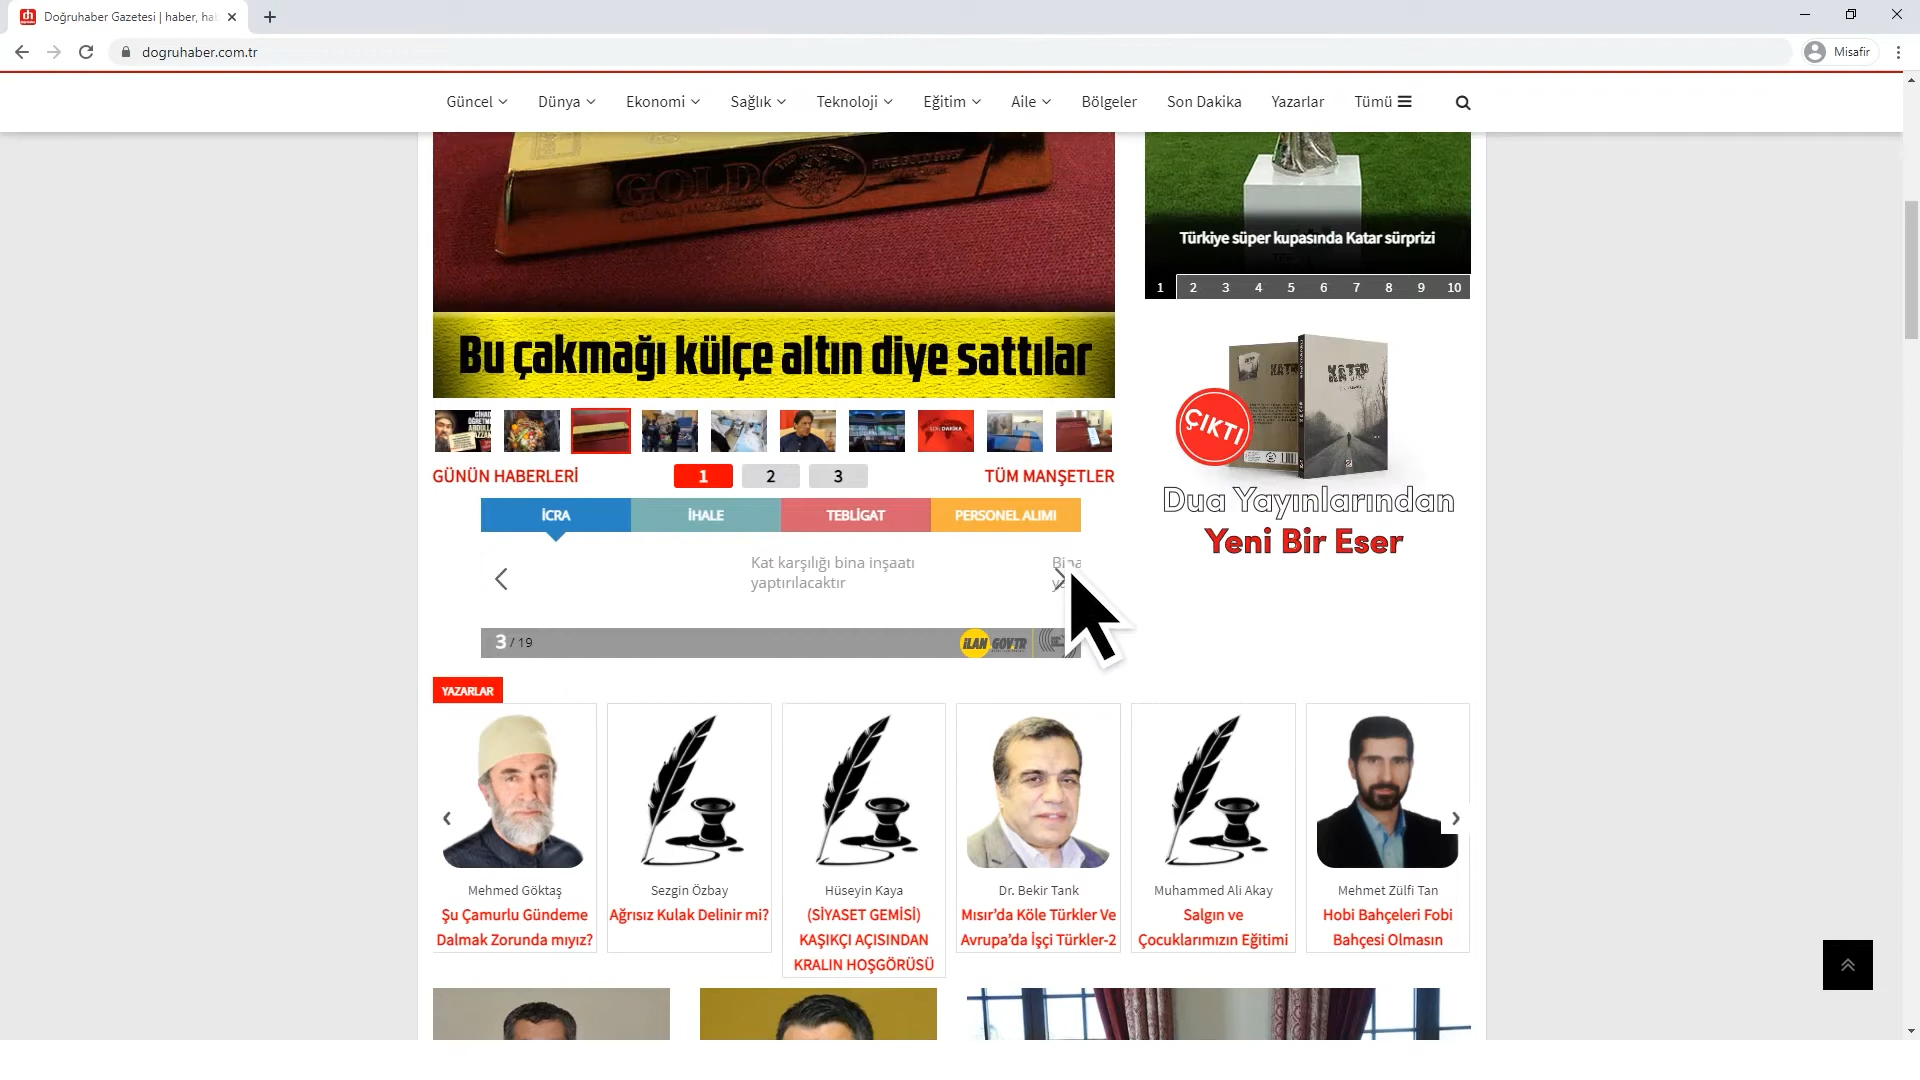 Doğruhaber Gazetesi | haber, ha
dogruhaber.com.tr
Misafir
Güncel Dünya Ekonomi Sağlık Teknoloji Eğitim Aile Bölgeler Son Dakika Yazarlar Tümü
GOLD
Türkiye süper kupasında Katar sürprizi
1 2 3 4 5 6 7 8 9 10
Bu çakmağı külçe altın diye sattılar
ÇIKTI
Dua Yayınlarından
Yeni Bir Eser
GÜNÜN HABERLERİ 1 2 3 TÜM MANŞETLER
İCRA İHALE TEBLİGAT PERSONEL ALIMI
Kat karşılığı bina inşaatı
yaptırılacaktır
Bina
3 / 19
İLAN.GOV.TR
YAZARLAR
Mehmed Göktaş
Şu Çamurlu Gündeme
Dalmak Zorunda mıyız?
Sezgin Özbay
Ağrısız Kulak Delinir mi?
Hüseyin Kaya
(SİYASET GEMİSİ)
KAŞIKÇI AÇISINDAN
KRALIN HOŞGÖRÜSÜ
Dr. Bekir Tank
Mısır’da Köle Türkler Ve
Avrupa’da İşçi Türkler-2
Muhammed Ali Akay
Salgın ve
Çocuklarımızın Eğitimi
Mehmet Zülfi Tan
Hobi Bahçeleri Fobi
Bahçesi Olmasın